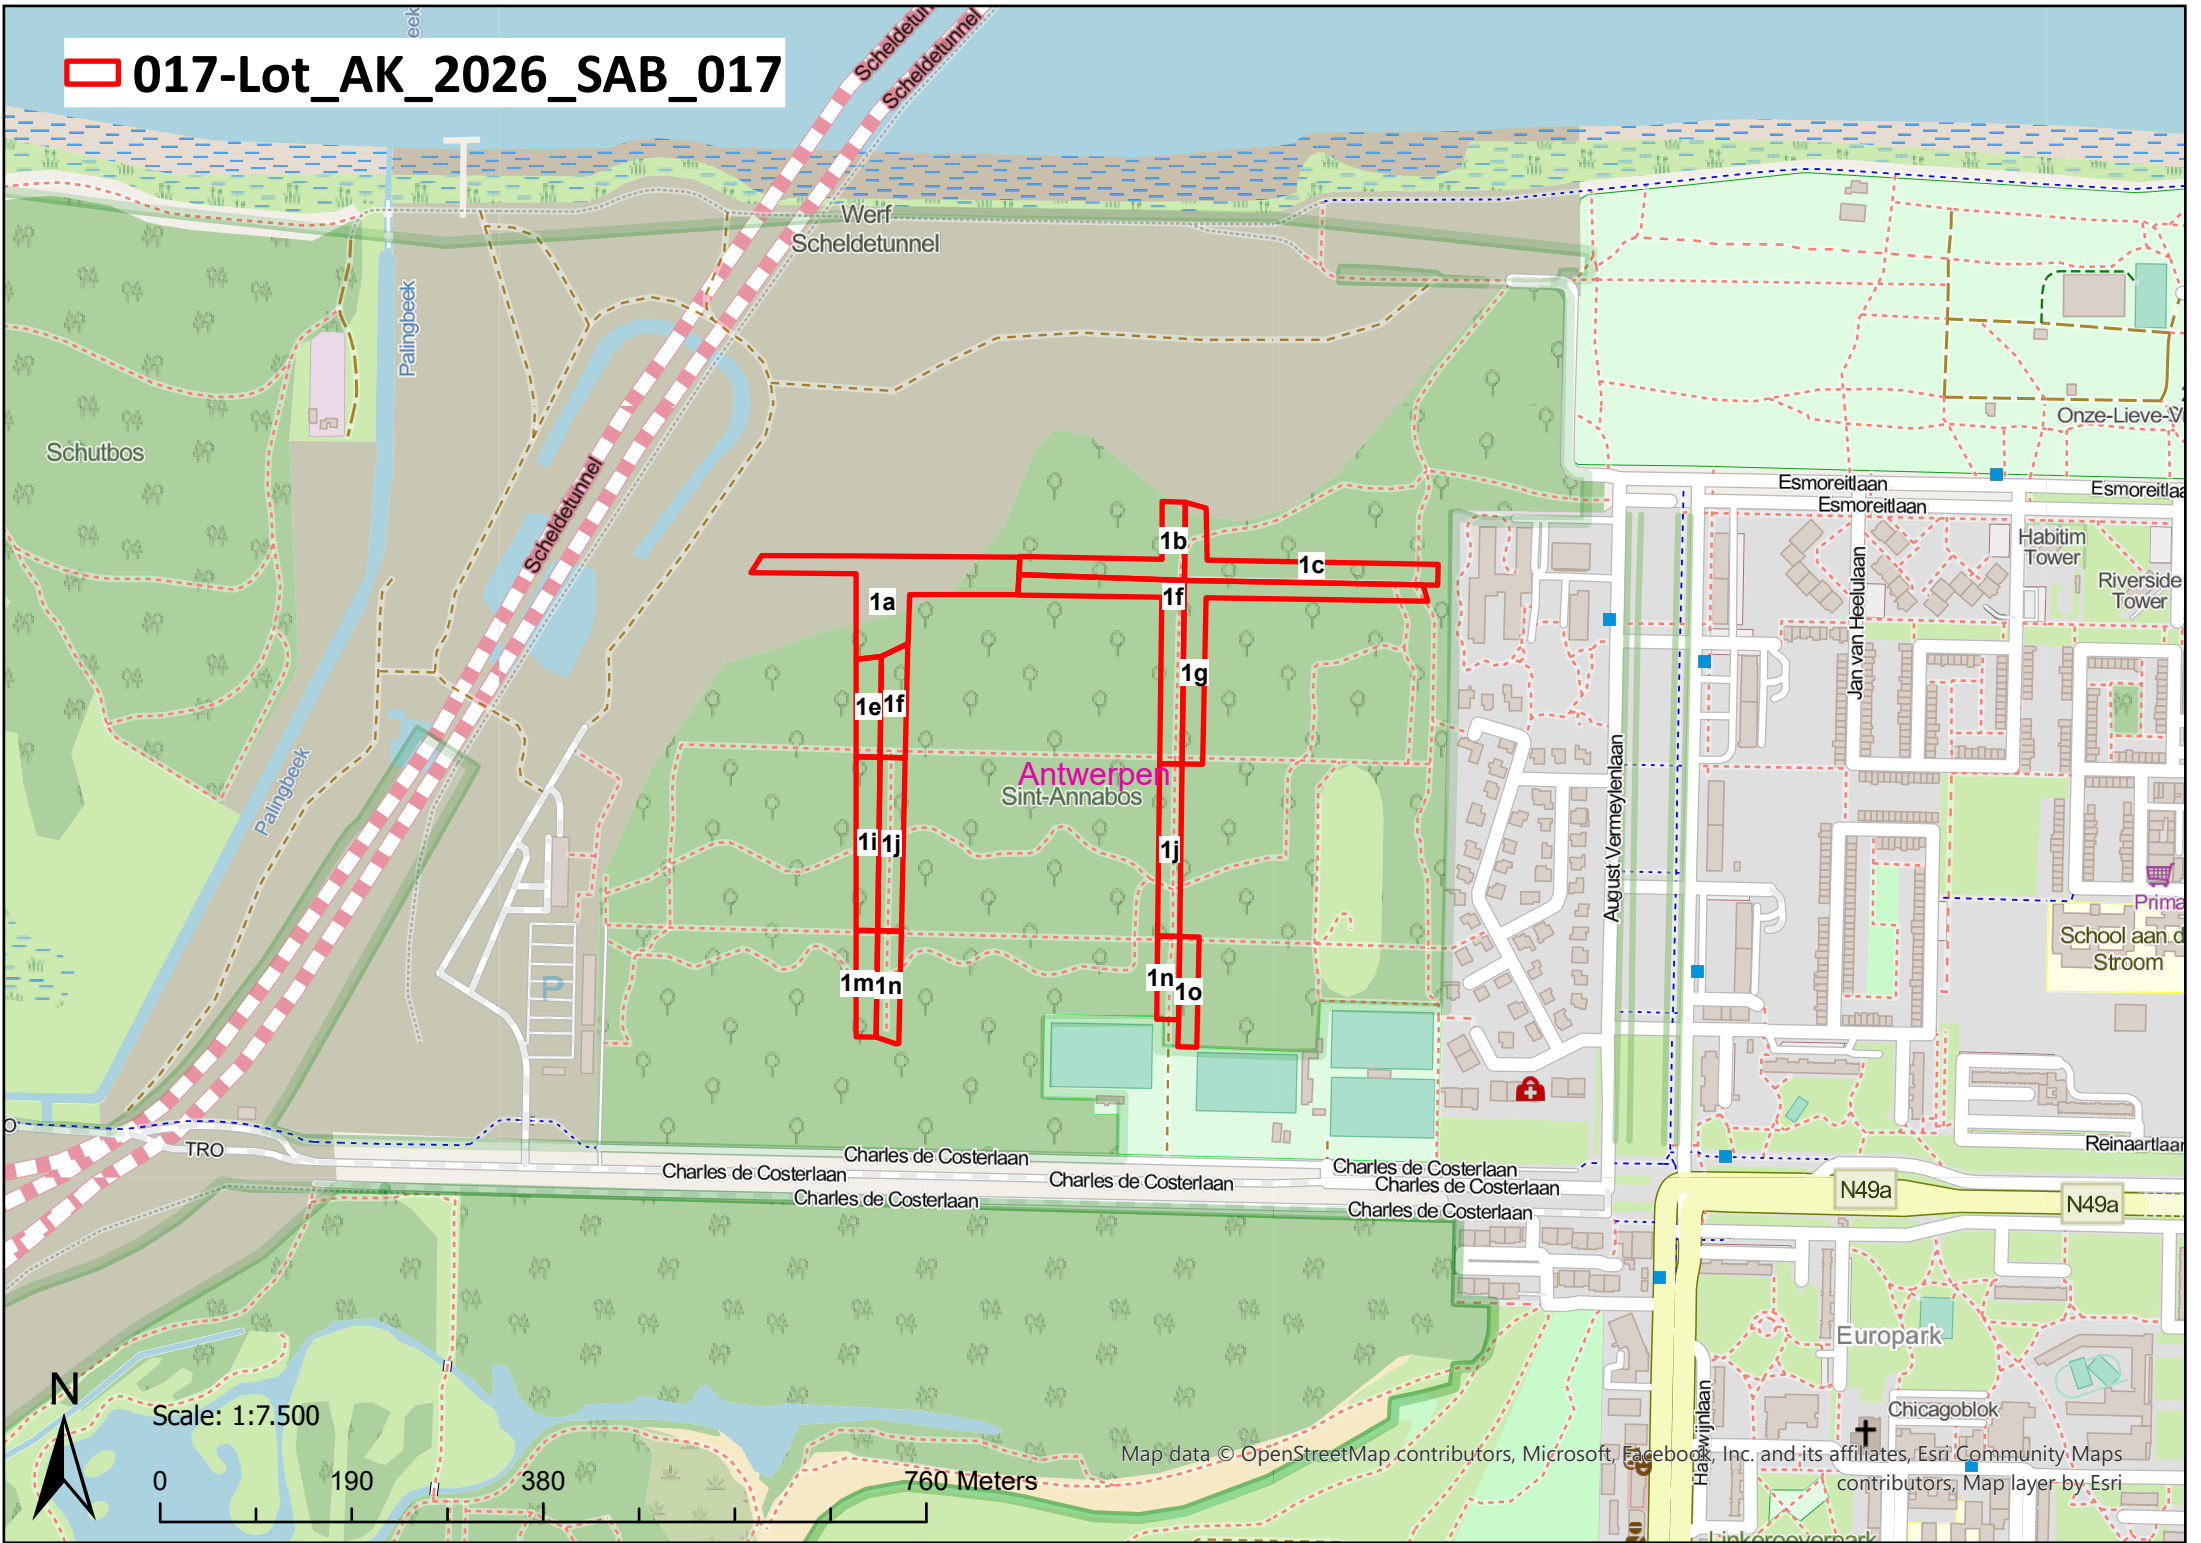 017-Lot_AK_2026_SAB_017
eek
Scheldetun
Scheldetunnel
Werf
Scheldetunnel
Palingbeek
Schutbos
Scheldetunnel
Palingbeek
Onze-Lieve-V
Esmoreitlaan
Esmoreitlaa
Esmoreitlaan
Habitim
Tower
Riverside
Tower
Jan van Heelulaan
1b
1c
1a
1f
1g
1e
1f
Antwerpen
Sint-Annabos
1i
1j
1j
August Vermeylenlaan
Prima
School aan d
Stroom
1m
1n
1n
1o
P
TRO
O
Reinaartlaan
Charles de Costerlaan
Charles de Costerlaan
Charles de Costerlaan
Charles de Costerlaan
Charles de Costerlaan
Charles de Costerlaan
Charles de Costerlaan
N49a
N49a
Europark
Chicagoblok
N
Scale: 1:7.500
0
190
380
760 Meters
Map data © OpenStreetMap contributors, Microsoft, Facebook, Inc. and its affiliates, Esri Community Maps
contributors, Map layer by Esri
Linkeroeverpark